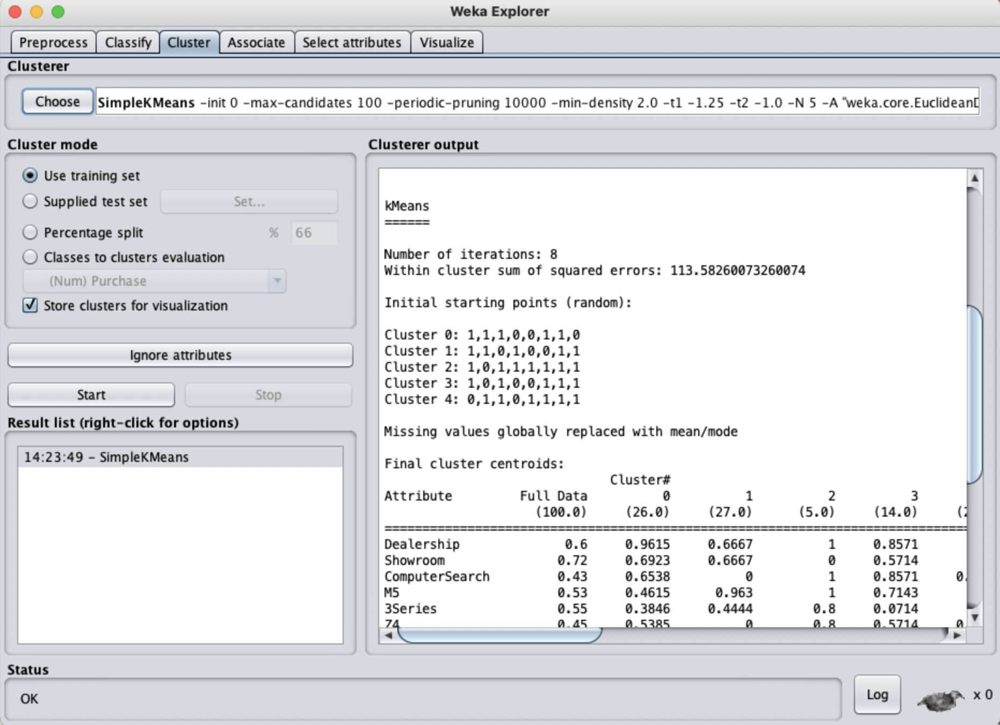 Weka Explorer
Preprocess Classify Cluster Associate Select attributes Visualize
Clusterer
Choose SimpleKMeans -init 0 -max-candidates 100 -periodic-pruning 10000 -min-density 2.0 -t1 -1.25 -t2 -1.0 -N 5 -A "weka.core.Euclidean
Cluster mode
Use training set
Supplied test set Set...
Percentage split % 66
Classes to clusters evaluation
(Num) Purchase
Store clusters for visualization
Ignore attributes
Start Stop
Result list (right-click for options)
14:23:49 - SimpleKMeans
Clusterer output
kMeans
======
Number of iterations: 8
Within cluster sum of squared errors: 113.58260073260074
Initial starting points (random):
Cluster 0: 1,1,1,0,0,1,1,0
Cluster 1: 1,1,0,1,0,0,1,1
Cluster 2: 1,0,1,1,1,1,1,1
Cluster 3: 1,0,1,0,0,1,1,1
Cluster 4: 0,1,1,0,1,1,1,1
Missing values globally replaced with mean/mode
Final cluster centroids:
Cluster#
Attribute Full Data 0 1 2 3
(100.0) (26.0) (27.0) (5.0) (14.0) (2
Dealership 0.6 0.9615 0.6667 1 0.8571
Showroom 0.72 0.6923 0.6667 0 0.5714
ComputerSearch 0.43 0.6538 0 1 0.8571 0.
M5 0.53 0.4615 0.963 1 0.7143
3Series 0.55 0.3846 0.4444 0.8 0.0714
Z4 0.45 0.5385 0 0.8 0.5714 0
Status
OK
Log x 0